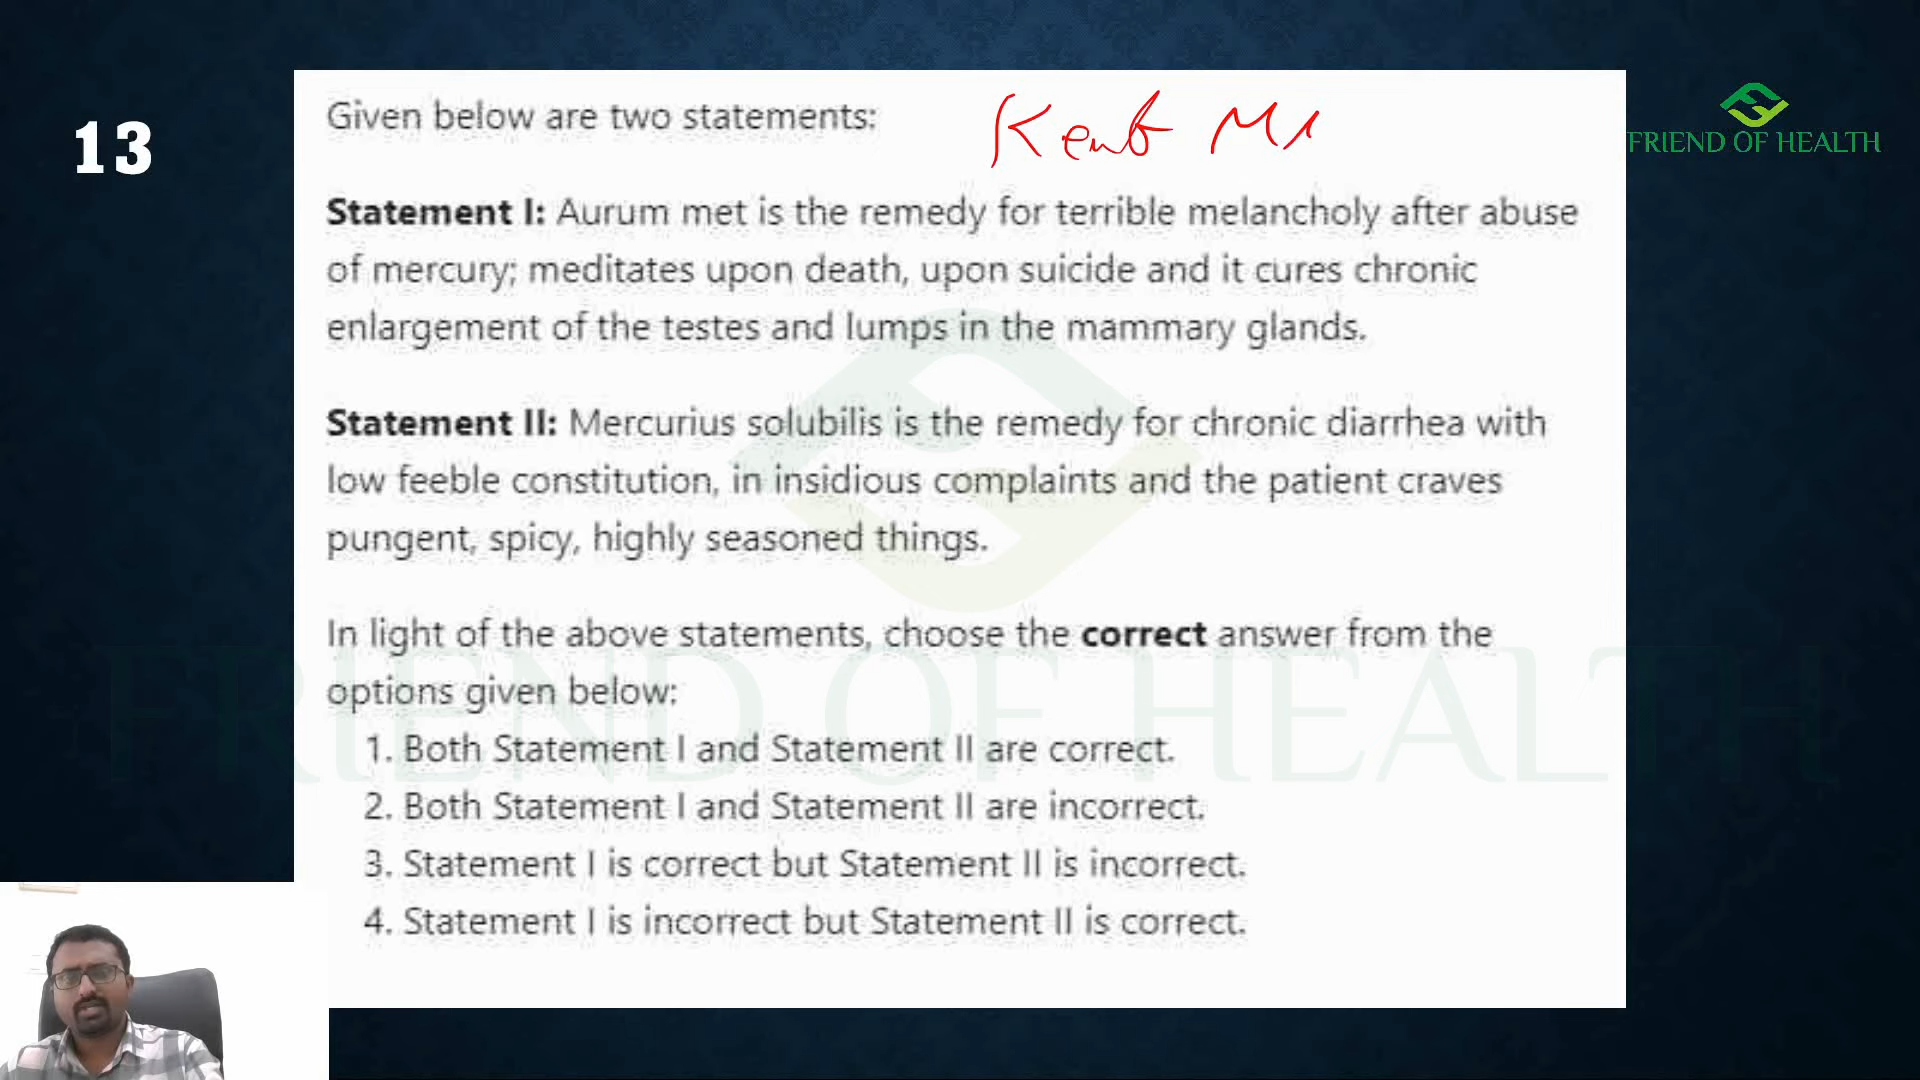 13
Given below are two statements:
Kent
FRIEND OF HEALTH
Statement I: Aurum met is the remedy for terrible melancholy after abuse
of mercury; meditates upon death, upon suicide and it cures chronic
enlargement of the testes and lumps in the mammary glands.
Statement II: Mercurius solubilis is the remedy for chronic diarrhea with
low feeble constitution, in insidious complaints and the patient craves
pungent, spicy, highly seasoned things.
In light of the above statements, choose the correct answer from the
options given below:
1. Both Statement I and Statement II are correct.
2. Both Statement I and Statement II are incorrect.
3. Statement I is correct but Statement II is incorrect.
4. Statement I is incorrect but Statement II is correct.
FRIEND OF HEALTH